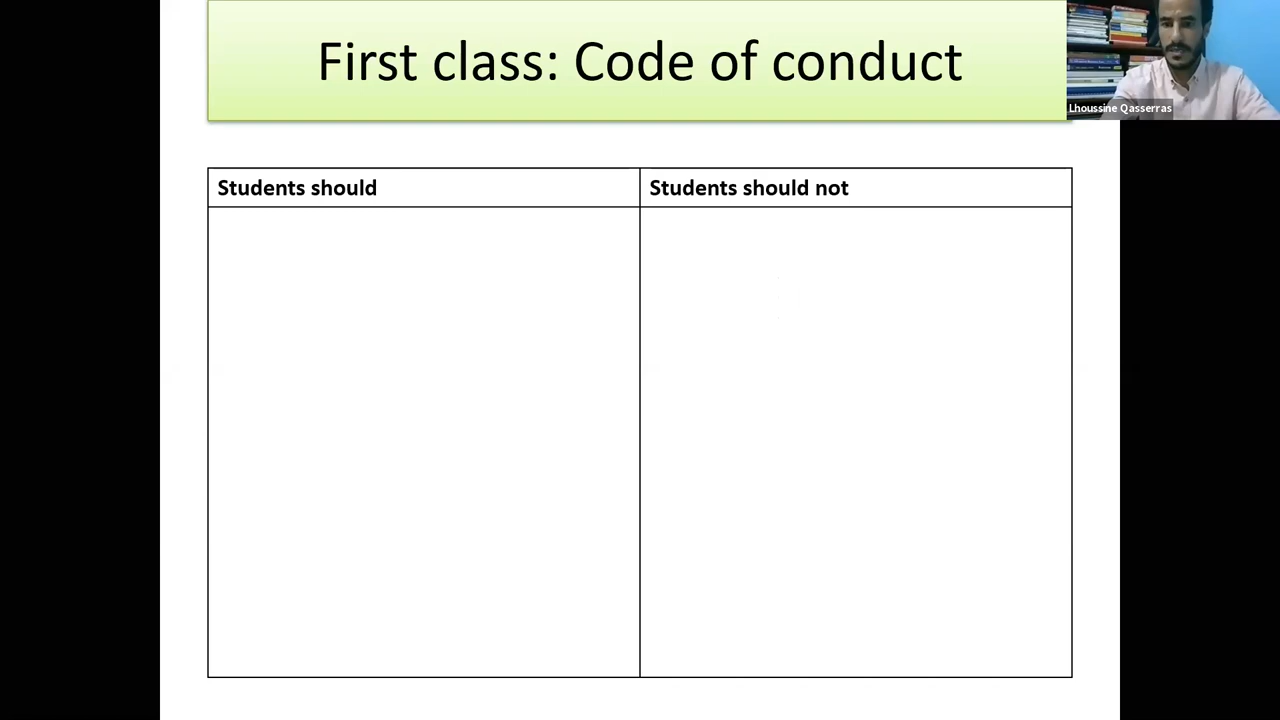 First class: Code of conduct
Lhoussine Qasserras
Students should
Students should not